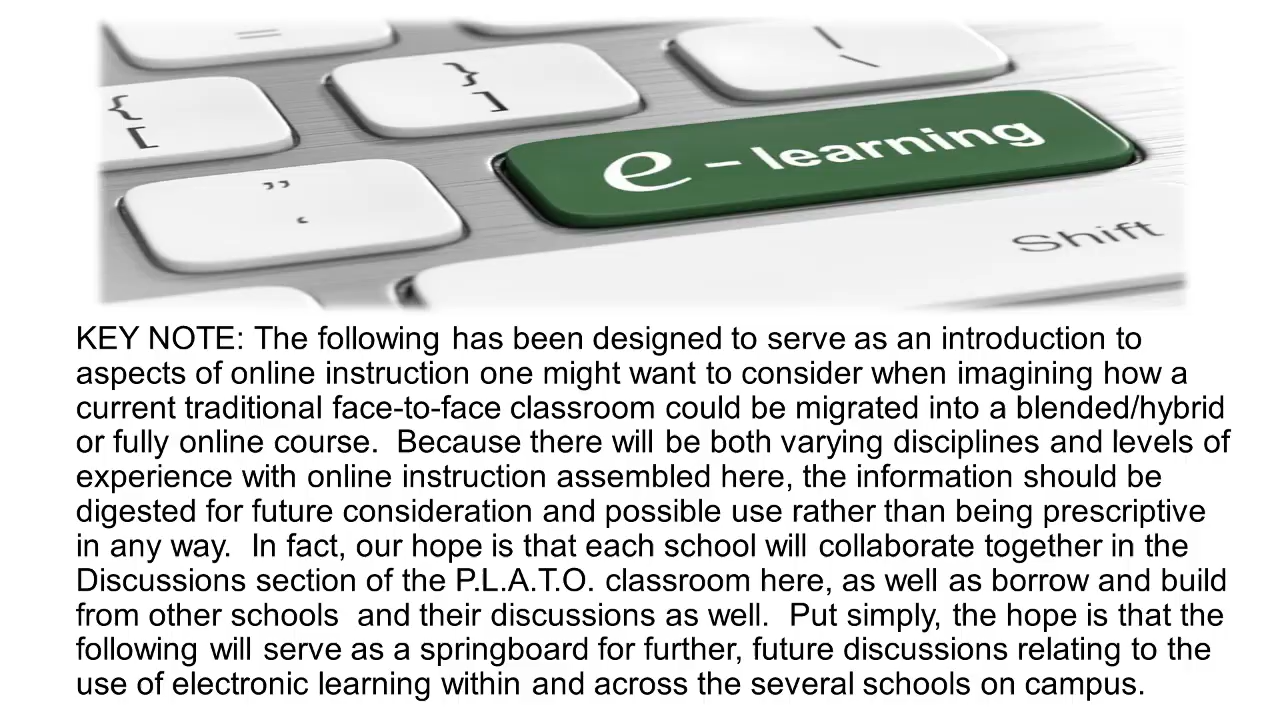 =
}
]
|
\
{
[
e – learning
”
‘
Shift
KEY NOTE: The following has been designed to serve as an introduction to
aspects of online instruction one might want to consider when imagining how a
current traditional face-to-face classroom could be migrated into a blended/hybrid
or fully online course.  Because there will be both varying disciplines and levels of
experience with online instruction assembled here, the information should be
digested for future consideration and possible use rather than being prescriptive
in any way.  In fact, our hope is that each school will collaborate together in the
Discussions section of the P.L.A.T.O. classroom here, as well as borrow and build
from other schools  and their discussions as well.  Put simply, the hope is that the
following will serve as a springboard for further, future discussions relating to the
use of electronic learning within and across the several schools on campus.